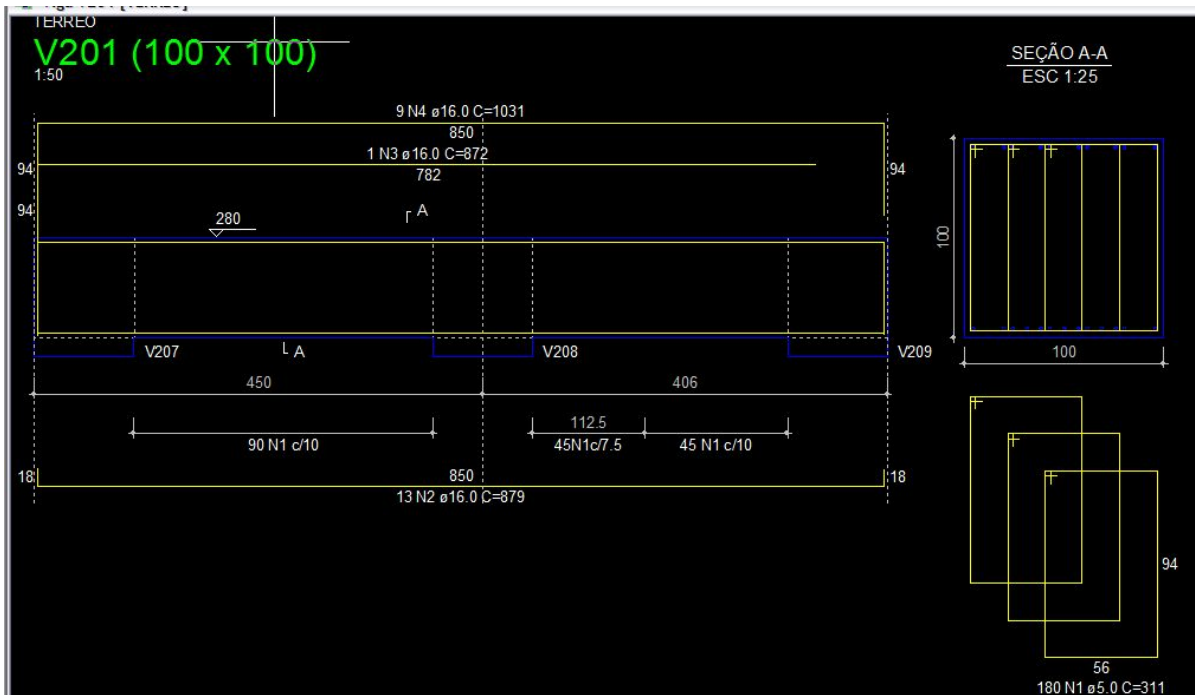 TERREO
V201 (100 x 100)
1:50
SEÇÃO A-A
ESC 1:25
9 N4 ø16.0 C=1031
850
1 N3 ø16.0 C=872
782
94
94
94
280
A
100
V207
A
V208
V209
100
450
406
112.5
90 N1 c/10
45N1c/7.5
45 N1 c/10
18
850
18
13 N2 ø16.0 C=879
94
56
180 N1 ø5.0 C=311